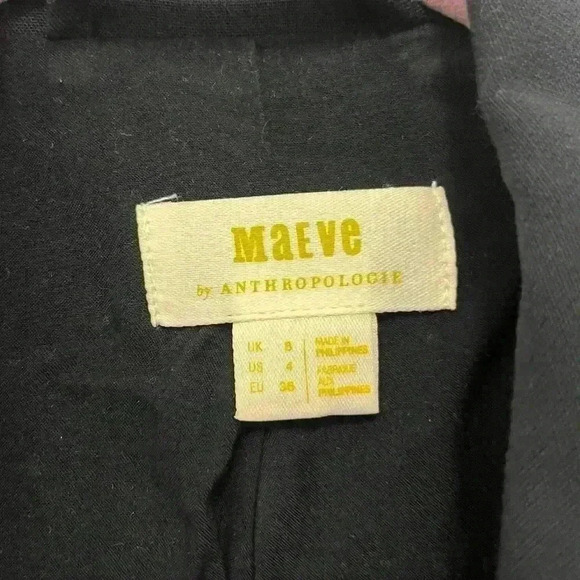 MaEVe
by ANTHROPOLOGIE
UK 8
US 4
EU 36
MADE IN
PHILIPPINES
FABRIQUÉ
AUX
PHILIPPINES